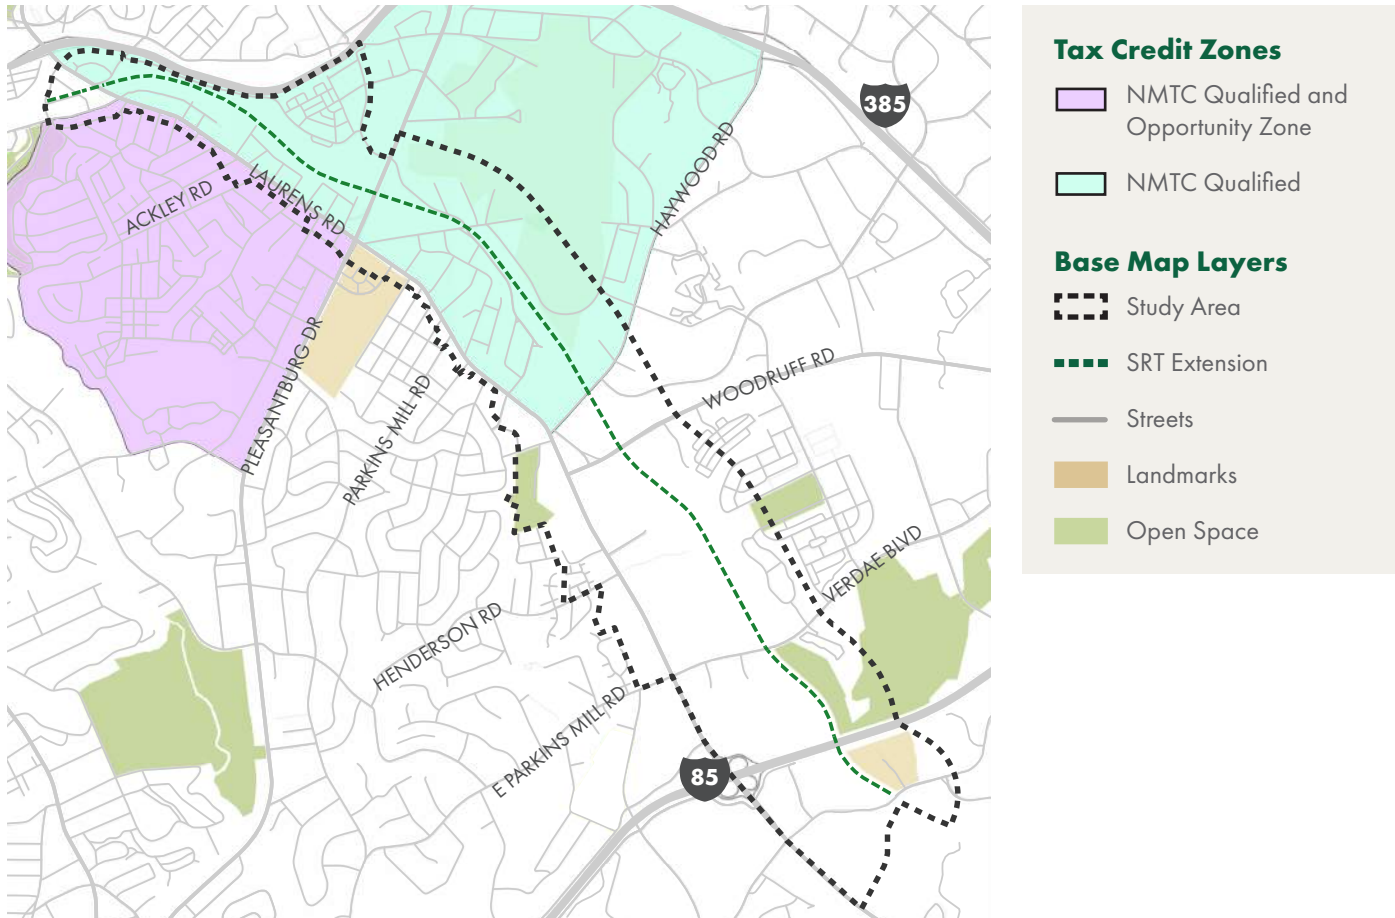 385
HAYWOOD RD
LAURENS RD
ACKLEY RD
PLEASANTBURG DR
WOODRUFF RD
PARKINS MILL RD
VERDAE BLVD
HENDERSON RD
E PARKINS MILL RD
85
Tax Credit Zones
NMTC Qualified and
Opportunity Zone
NMTC Qualified
Base Map Layers
Study Area
SRT Extension
Streets
Landmarks
Open Space